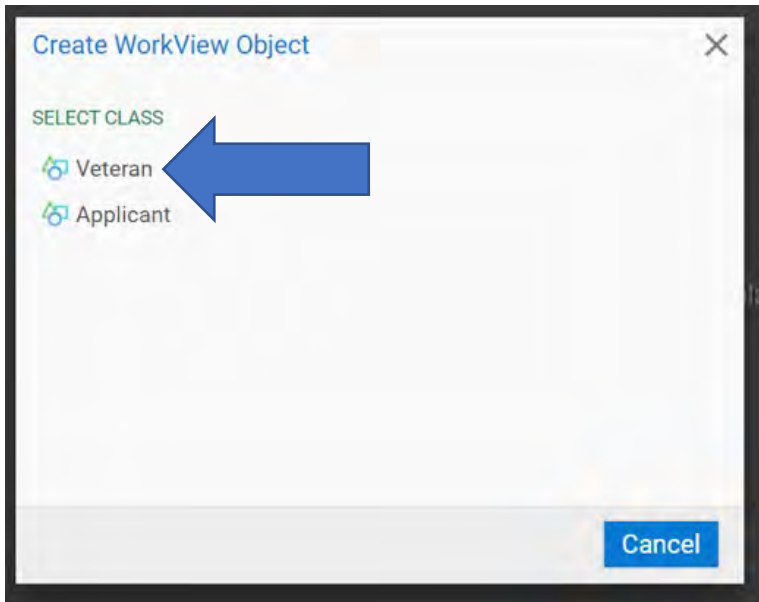 Create WorkView Object
SELECT CLASS
Veteran
Applicant
Cancel